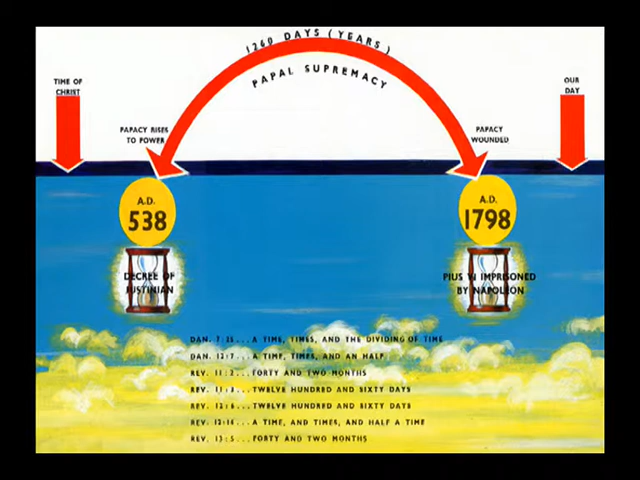 1260 DAYS (YEARS)
PAPAL SUPREMACY
TIME OF
CHRIST
OUR
DAY
PAPACY RISES
TO POWER
PAPACY
WOUNDED
A.D.
538
A.D.
1798
DECREE OF
JUSTINIAN
PIUS VI IMPRISONED
BY NAPOLEON
DAN. 7:25... A TIME, TIMES, AND THE DIVIDING OF TIME
DAN. 12:7... A TIME, TIMES, AND AN HALF
REV. 11:2... FORTY AND TWO MONTHS
REV. 11:3... TWELVE HUNDRED AND SIXTY DAYS
REV. 12:6... TWELVE HUNDRED AND SIXTY DAYS
REV. 12:14... A TIME, AND TIMES, AND HALF A TIME
REV. 13:5... FORTY AND TWO MONTHS